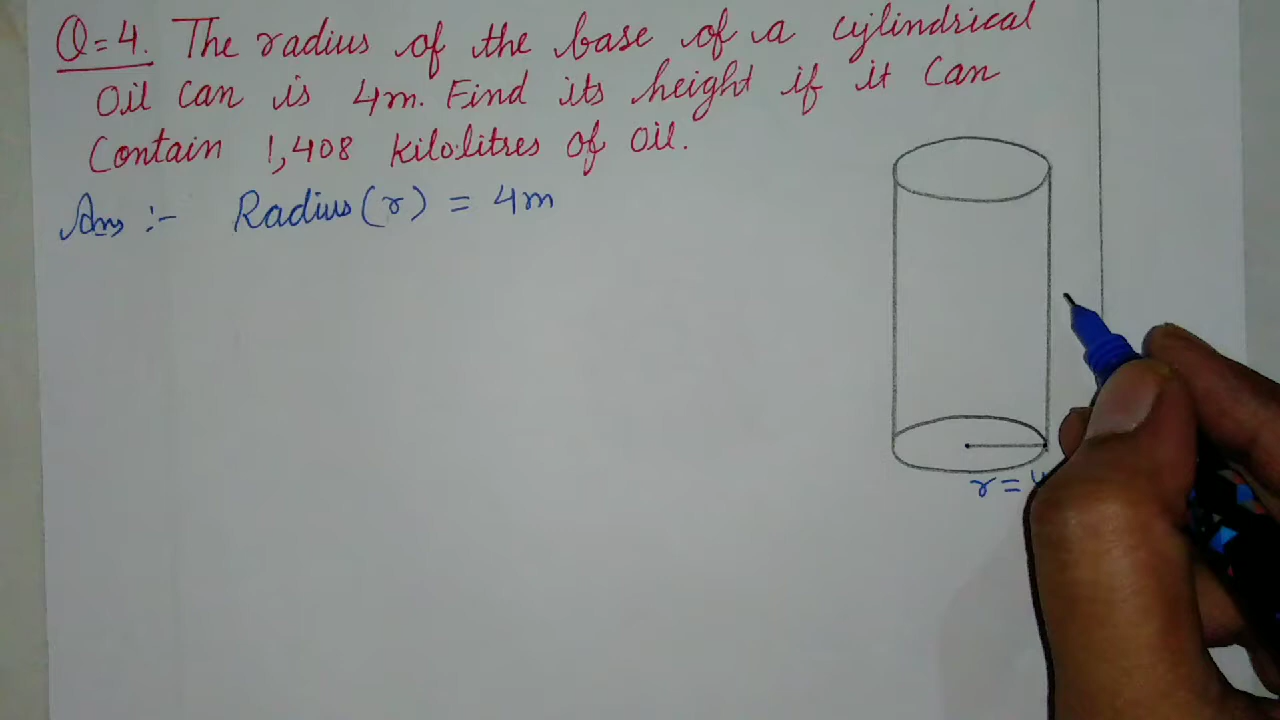 Q=4. The radius of the base of a cylindrical
Oil can is 4m. Find its height if it can
Contain 1,408 kilolitres of oil.
Ans :- Radius (r) = 4m
r =